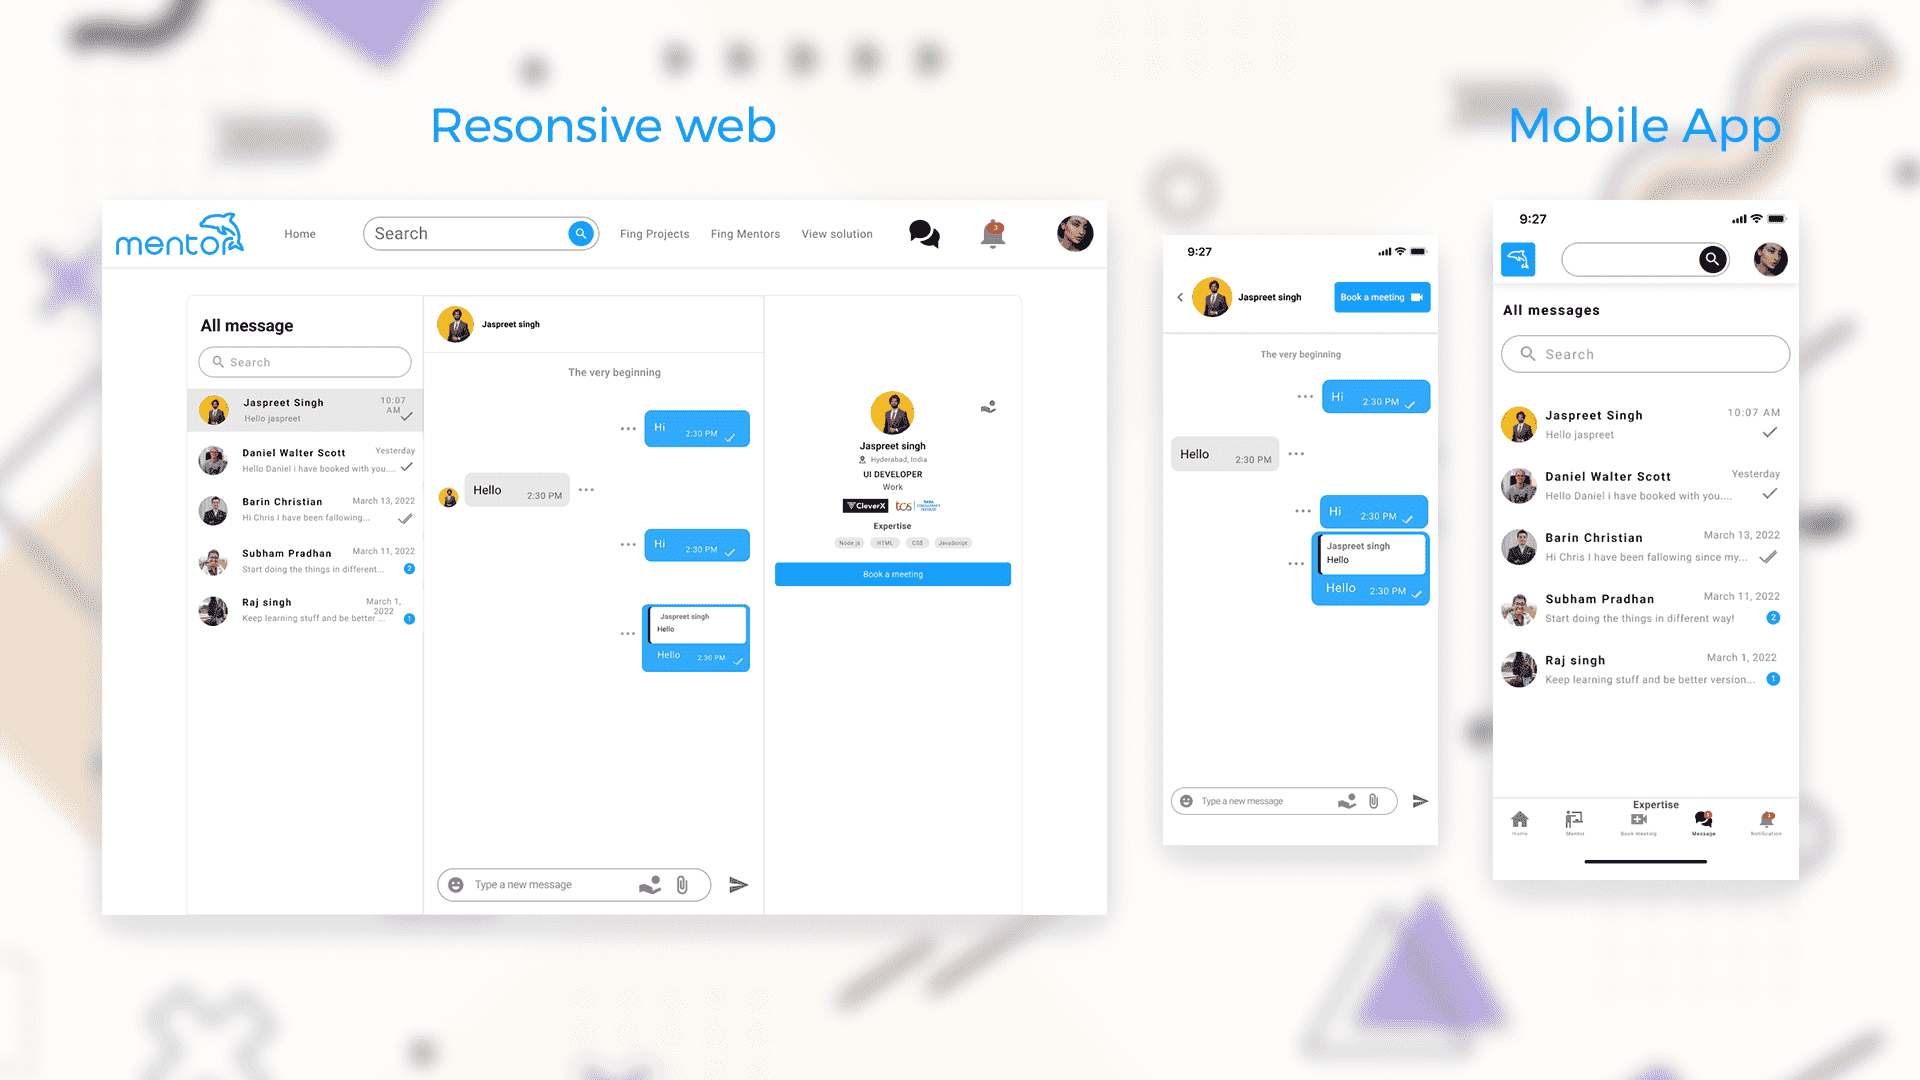 Resonsive web
Mobile App
mentor
Home
Search
Fing Projects
Fing Mentors
View solution
3
All message
Search
Jaspreet Singh
10:07 AM
Hello jaspreet
Daniel Walter Scott
Yesterday
Hello Daniel i have booked with you....
Barin Christian
March 13, 2022
Hi Chris I have been fallowing...
Subham Pradhan
March 11, 2022
Start doing the things in different...
2
Raj singh
March 1, 2022
Keep learning stuff and be better ...
1
Jaspreet singh
The very beginning
Hi
2:30 PM
Hello
2:30 PM
Hi
2:30 PM
Jaspreet singh
Hello
Hello
2:30 PM
Type a new message
Jaspreet singh
Hyderabad, India
UI DEVELOPER
Work
CleverX
tcs
TATA
CONSULTANCY
SERVICES
Expertise
Node.js
HTML
CSS
JavaScript
Book a meeting
9:27
Jaspreet singh
Book a meeting
The very beginning
Hi
2:30 PM
Hello
2:30 PM
Hi
2:30 PM
Jaspreet singh
Hello
Hello
2:30 PM
Type a new message
9:27
All messages
Search
Jaspreet Singh
10:07 AM
Hello jaspreet
Daniel Walter Scott
Yesterday
Hello Daniel i have booked with you....
Barin Christian
March 13, 2022
Hi Chris I have been fallowing since my...
Subham Pradhan
March 11, 2022
Start doing the things in different way!
2
Raj singh
March 1, 2022
Keep learning stuff and be better version...
1
Expertise
Home
Mentor
Book meeting
Message
Notification